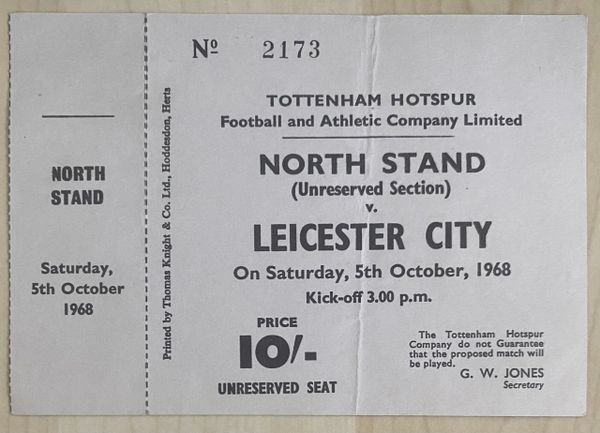 NORTH
STAND
Saturday,
5th October
1968
Printed by Thomas Knight & Co. Ltd., Hoddesdon, Herts
Nº 2173
TOTTENHAM HOTSPUR
Football and Athletic Company Limited
NORTH STAND
(Unreserved Section)
v.
LEICESTER CITY
On Saturday, 5th October, 1968
Kick-off 3.00 p.m.
PRICE
10/-
UNRESERVED SEAT
The Tottenham Hotspur
Company do not Guarantee
that the proposed match will
be played.
G. W. JONES
Secretary